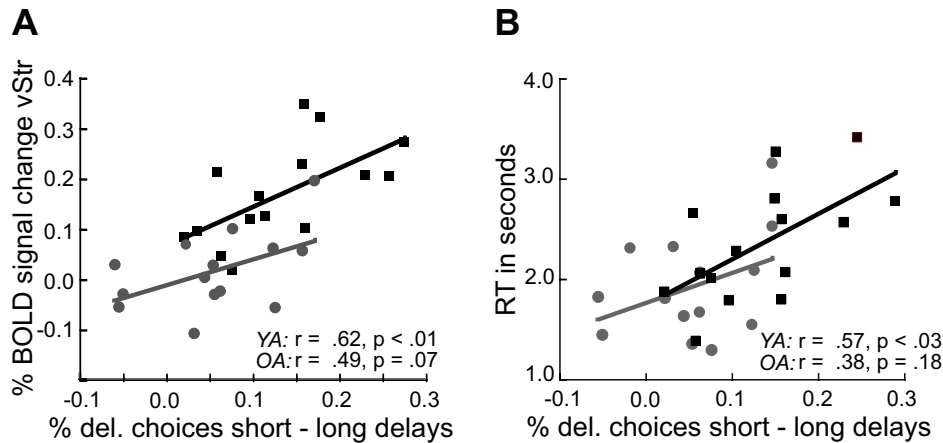 A
% BOLD signal change vStr
0.4
0.3
0.2
0.1
0.0
-0.1
YA: r = .62, p < .01
OA: r = .49, p = .07
-0.1 0.0 0.1 0.2 0.3
% del. choices short - long delays
B
RT in seconds
4.0
3.0
2.0
1.0
YA: r = .57, p < .03
OA: r = .38, p = .18
-0.1 0.0 0.1 0.2 0.3
% del. choices short - long delays